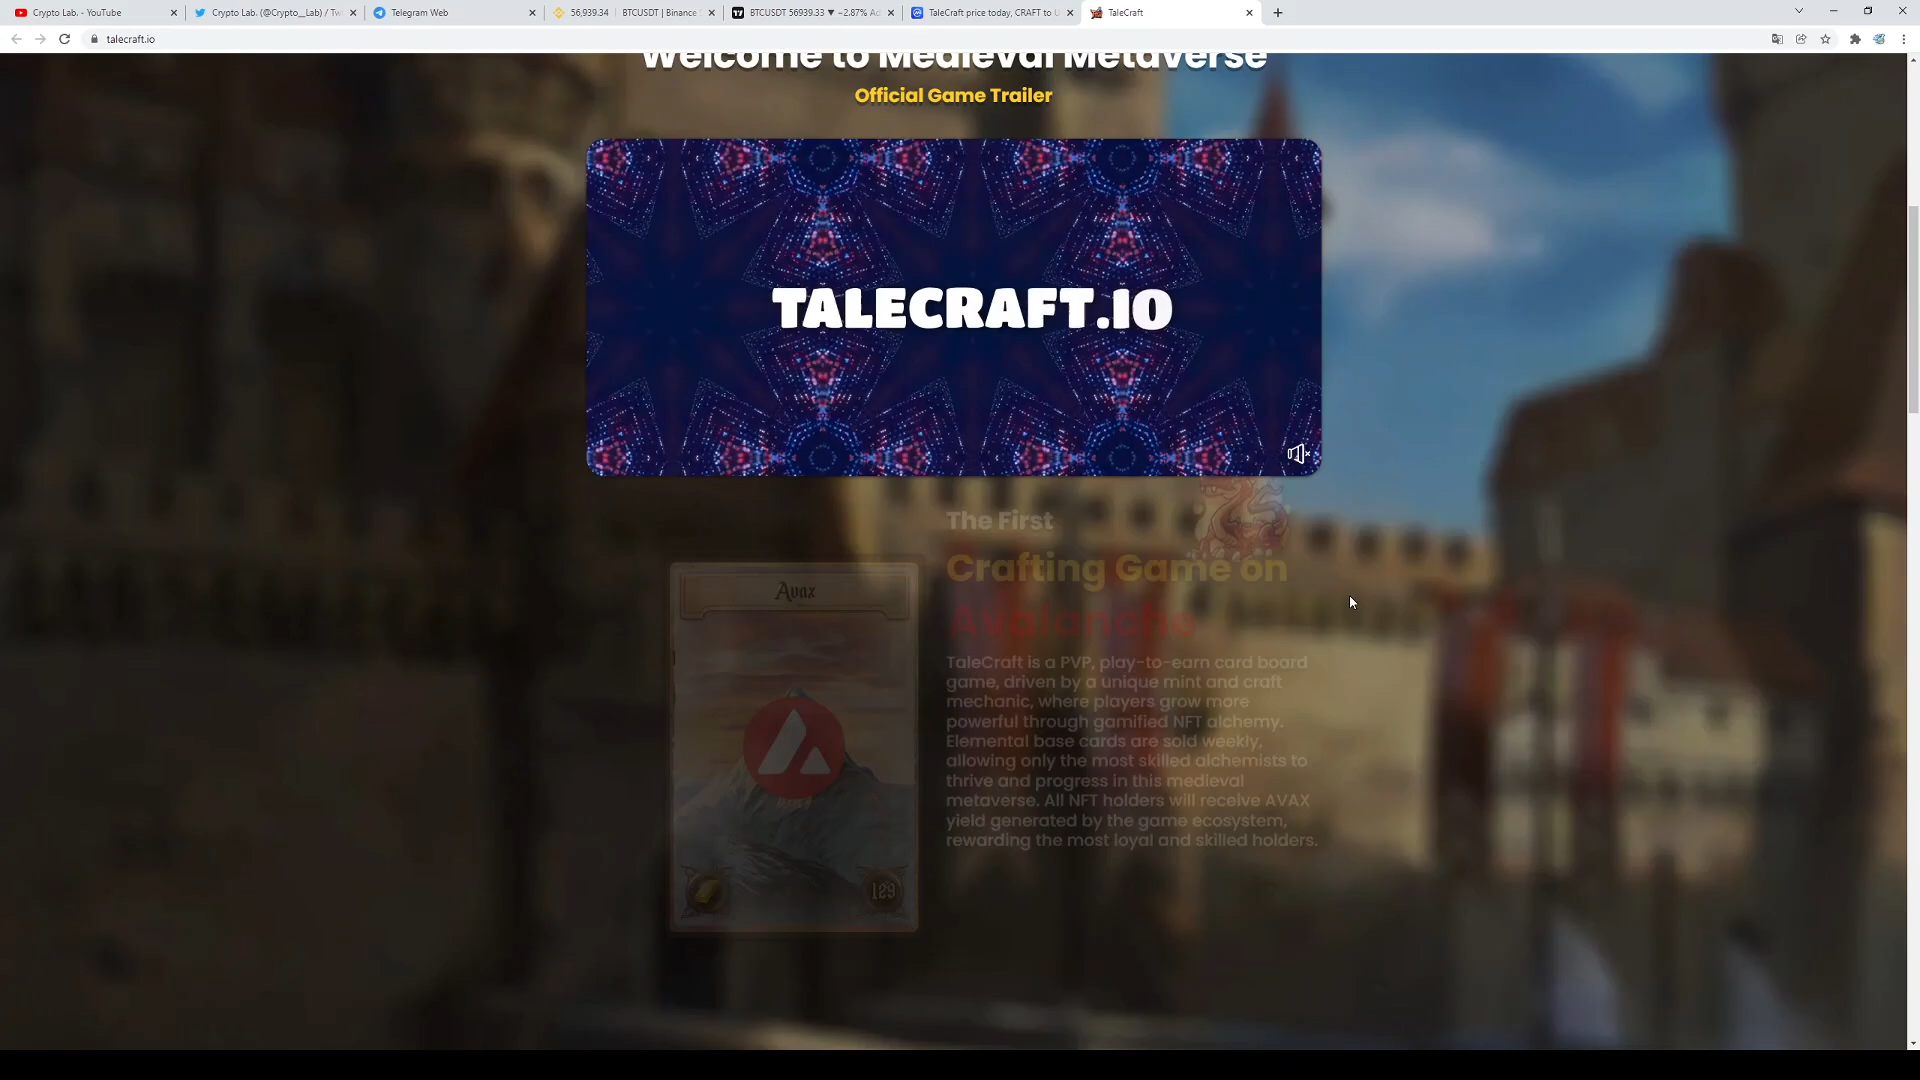 Crypto Lab. - YouTube
Crypto Lab. (@Crypto__Lab) / Tw
Telegram Web
56,939.34 | BTCUSDT | Binance
BTCUSDT 56939.33 ▼ −2.87% Ad
TaleCraft price today, CRAFT to U
TaleCraft
talecraft.io
Welcome to Medieval Metaverse
Official Game Trailer
TALECRAFT.IO
The First
Crafting Game on
Avalanche
Avax
129
TaleCraft is a PVP, play-to-earn card board
game, driven by a unique mint and craft
mechanic, where players grow more
powerful through gamified NFT alchemy.
Elemental base cards are sold weekly,
allowing only the most skilled alchemists to
thrive and progress in this medieval
metaverse. All NFT holders will receive AVAX
yield generated by the game ecosystem,
rewarding the most loyal and skilled holders.